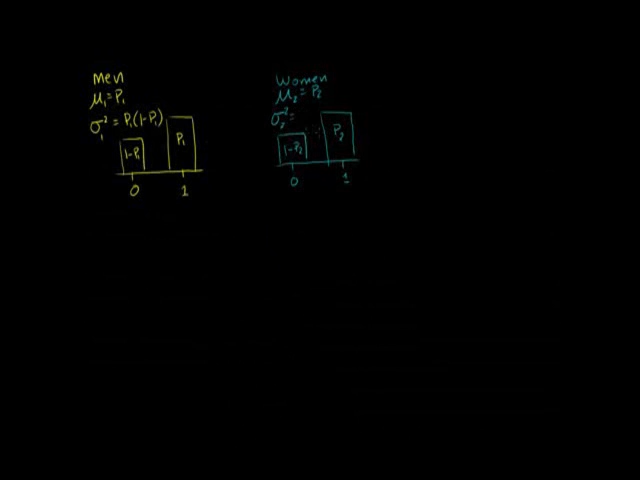 Men
μ₁ = P₁
σ₁² = P₁(1-P₁)
1-P₁ P₁
0 1
Women
μ₂ = P₂
σ₂² =
1-P₂ P₂
0 1